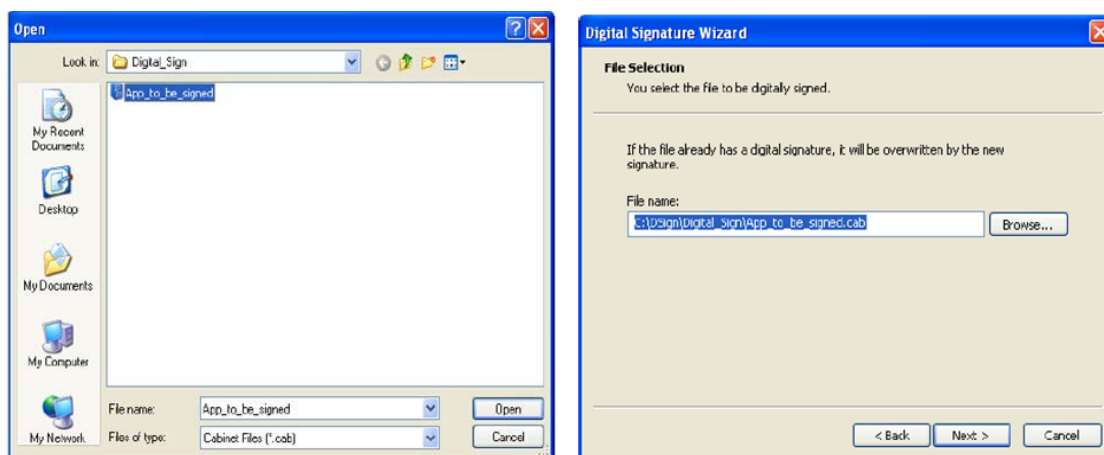 Open
Look in:
Digital_Sign
App_to_be_signed
My Recent
Documents
Desktop
My Documents
My Computer
My Network
File name:
App_to_be_signed
Open
Files of type:
Cabinet Files (*.cab)
Cancel
Digital Signature Wizard
File Selection
You select the file to be digitaly signed.
If the file already has a digital signature, it will be overwritten by the new
signature.
File name:
C:\DSign\Digital_Sign\App_to_be_signed.cab
Browse...
< Back
Next >
Cancel